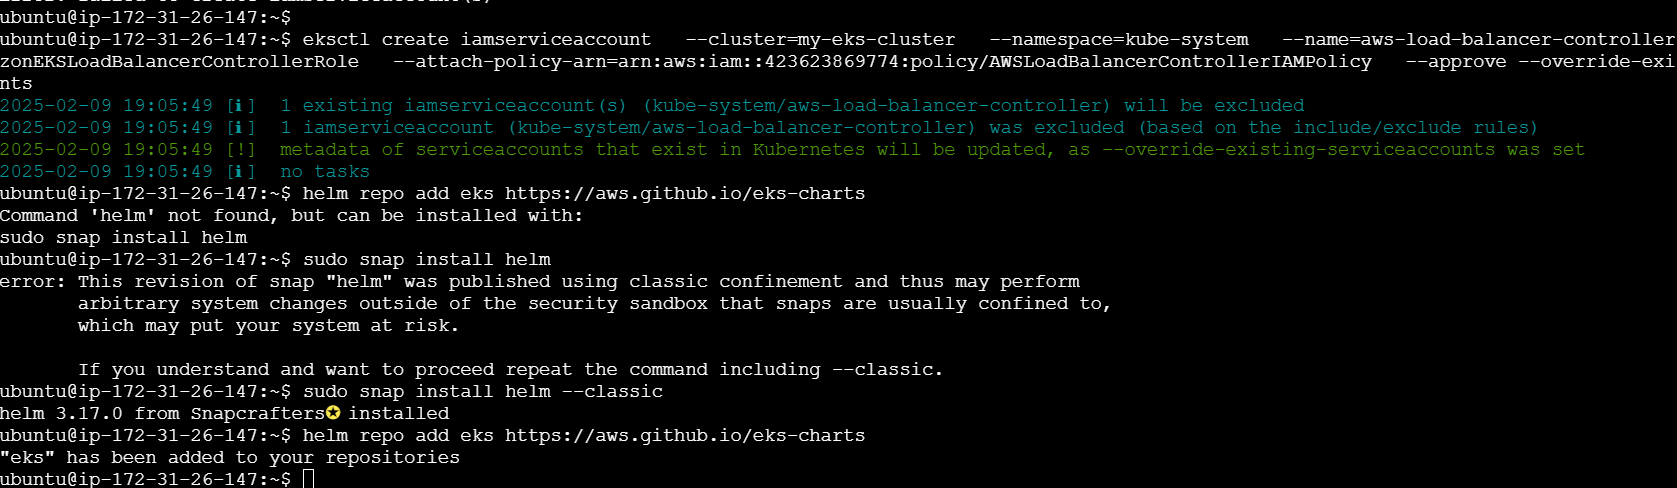 ubuntu@ip-172-31-26-147:~$
ubuntu@ip-172-31-26-147:~$ eksctl create iamserviceaccount   --cluster=my-eks-cluster   --namespace=kube-system   --name=aws-load-balancer-controller
zonEKSLoadBalancerControllerRole   --attach-policy-arn=arn:aws:iam::423623869774:policy/AWSLoadBalancerControllerIAMPolicy   --approve --override-exi
nts
2025-02-09 19:05:49 [ℹ]  1 existing iamserviceaccount(s) (kube-system/aws-load-balancer-controller) will be excluded
2025-02-09 19:05:49 [ℹ]  1 iamserviceaccount (kube-system/aws-load-balancer-controller) was excluded (based on the include/exclude rules)
2025-02-09 19:05:49 [!]  metadata of serviceaccounts that exist in Kubernetes will be updated, as --override-existing-serviceaccounts was set
2025-02-09 19:05:49 [ℹ]  no tasks
ubuntu@ip-172-31-26-147:~$ helm repo add eks https://aws.github.io/eks-charts
Command 'helm' not found, but can be installed with:
sudo snap install helm
ubuntu@ip-172-31-26-147:~$ sudo snap install helm
error: This revision of snap "helm" was published using classic confinement and thus may perform
       arbitrary system changes outside of the security sandbox that snaps are usually confined to,
       which may put your system at risk.

       If you understand and want to proceed repeat the command including --classic.
ubuntu@ip-172-31-26-147:~$ sudo snap install helm --classic
helm 3.17.0 from Snapcrafters✪ installed
ubuntu@ip-172-31-26-147:~$ helm repo add eks https://aws.github.io/eks-charts
"eks" has been added to your repositories
ubuntu@ip-172-31-26-147:~$